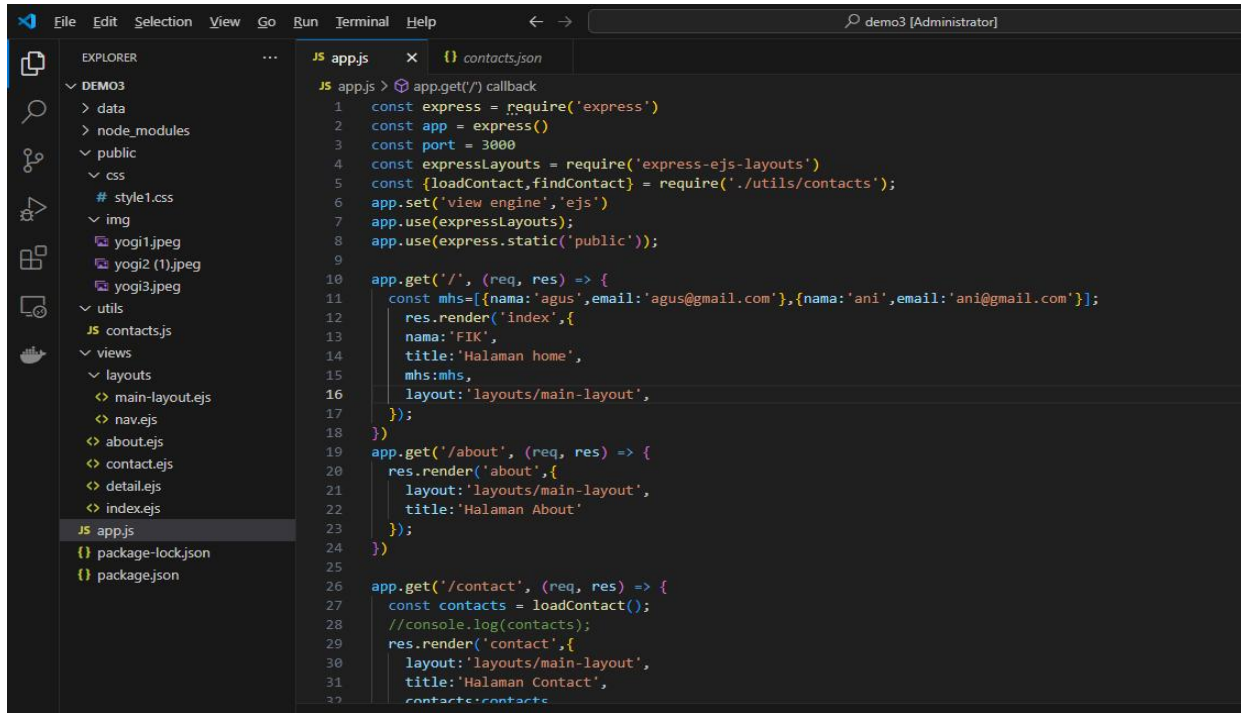 File Edit Selection View Go Run Terminal Help
demo3 [Administrator]
EXPLORER
DEMO3
data
node_modules
public
css
# style1.css
img
yogi1.jpeg
yogi2 (1).jpeg
yogi3.jpeg
utils
JS contacts.js
views
layouts
<> main-layout.ejs
<> nav.ejs
<> about.ejs
<> contact.ejs
<> detail.ejs
<> index.ejs
JS app.js
{} package-lock.json
{} package.json
JS app.js {} contacts.json
JS app.js > app.get('/') callback
1 const express = require('express')
2 const app = express()
3 const port = 3000
4 const expressLayouts = require('express-ejs-layouts')
5 const {loadContact,findContact} = require('./utils/contacts');
6 app.set('view engine','ejs')
7 app.use(expressLayouts);
8 app.use(express.static('public'));
9
10 app.get('/', (req, res) => {
11 const mhs=[{nama:'agus',email:'agus@gmail.com'},{nama:'ani',email:'ani@gmail.com'}];
12 res.render('index',{
13 nama:'FIK',
14 title:'Halaman home',
15 mhs:mhs,
16 layout:'layouts/main-layout',
17 });
18 })
19 app.get('/about', (req, res) => {
20 res.render('about',{
21 layout:'layouts/main-layout',
22 title:'Halaman About'
23 });
24 })
25
26 app.get('/contact', (req, res) => {
27 const contacts = loadContact();
28 //console.log(contacts);
29 res.render('contact',{
30 layout:'layouts/main-layout',
31 title:'Halaman Contact',
32 contacts:contacts